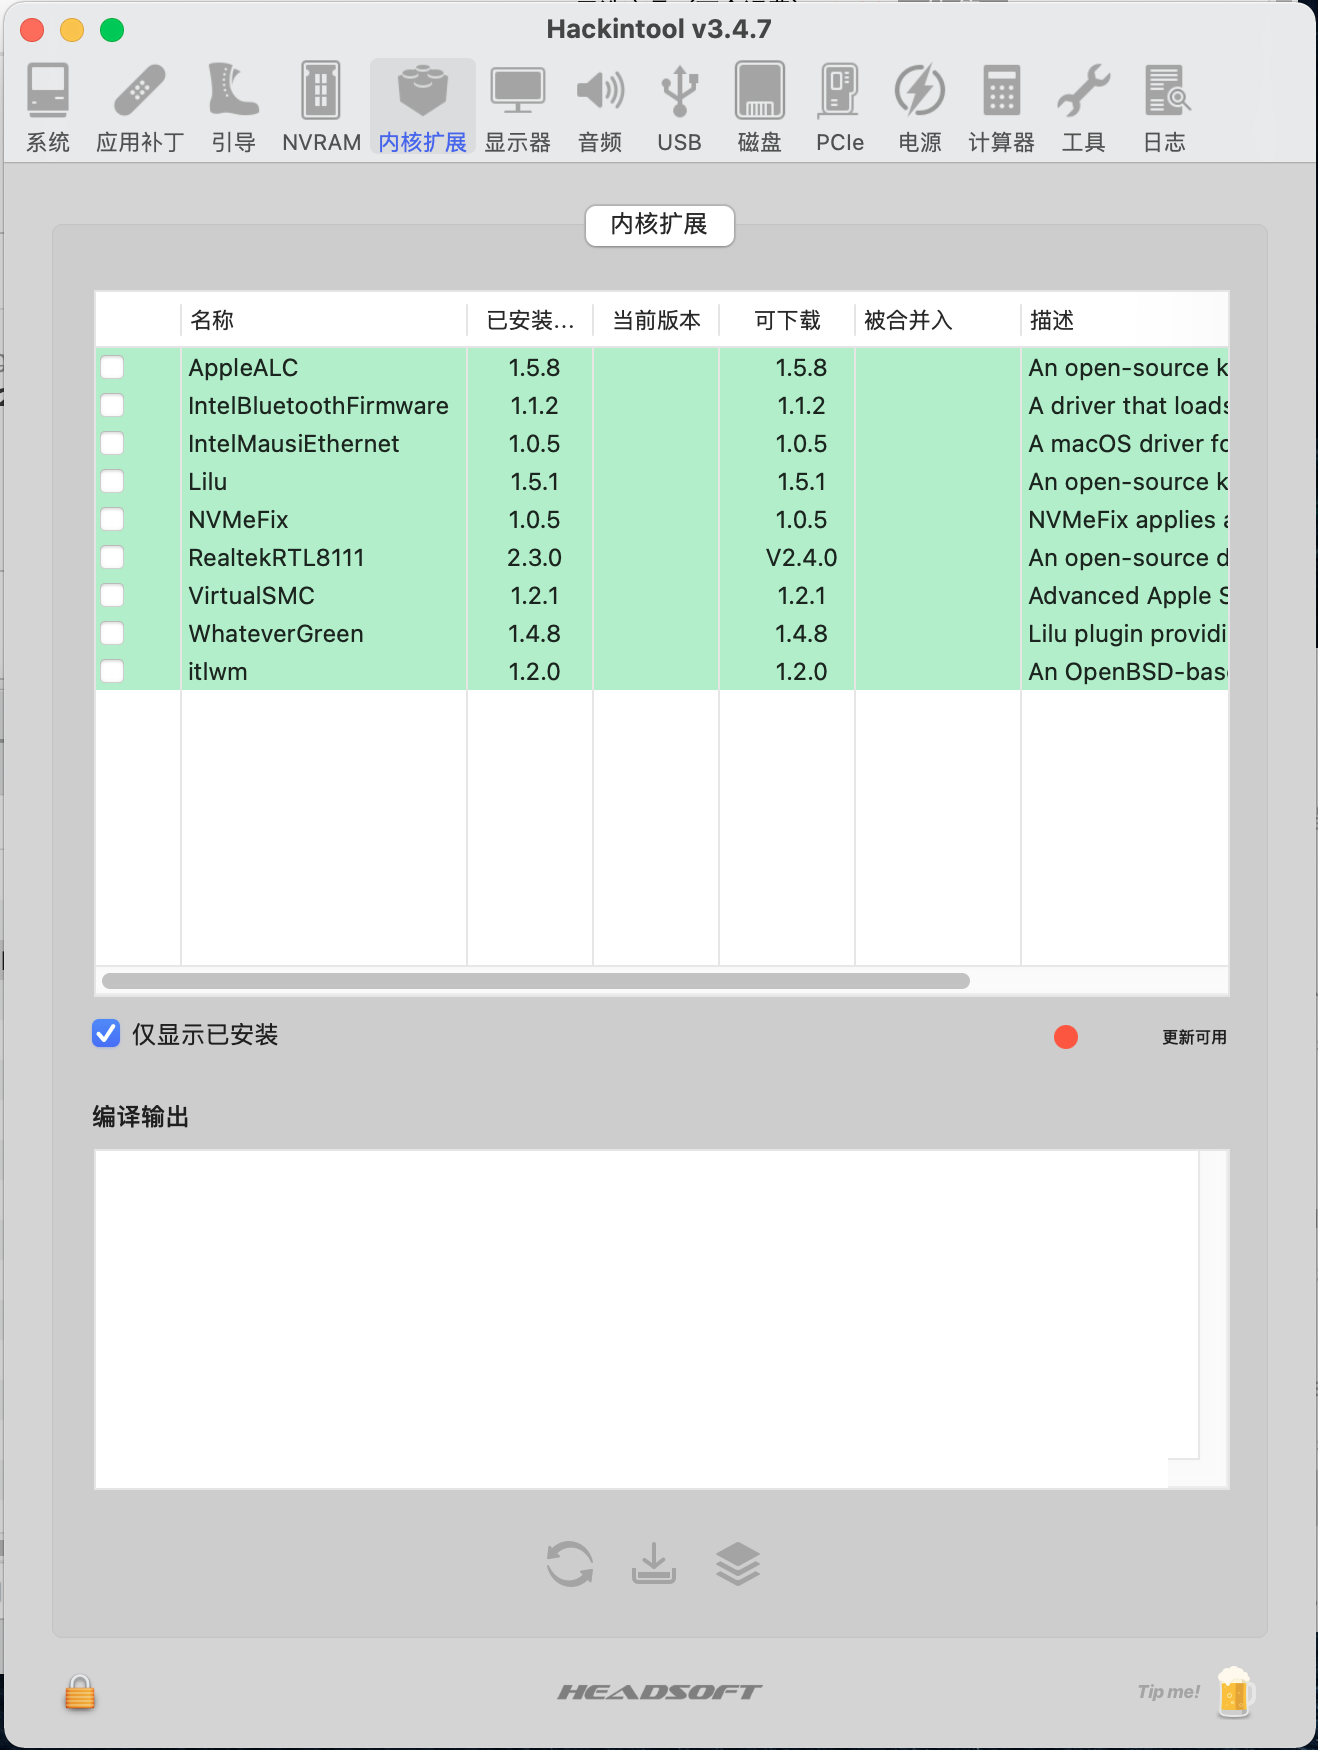 Hackintool v3.4.7
系统 应用补丁 引导 NVRAM 内核扩展 显示器 音频 USB 磁盘 PCIe 电源 计算器 工具 日志
内核扩展
名称 已安装... 当前版本 可下载 被合并入 描述
AppleALC 1.5.8 1.5.8 An open-source k
IntelBluetoothFirmware 1.1.2 1.1.2 A driver that loads
IntelMausiEthernet 1.0.5 1.0.5 A macOS driver fo
Lilu 1.5.1 1.5.1 An open-source k
NVMeFix 1.0.5 1.0.5 NVMeFix applies a
RealtekRTL8111 2.3.0 V2.4.0 An open-source d
VirtualSMC 1.2.1 1.2.1 Advanced Apple S
WhateverGreen 1.4.8 1.4.8 Lilu plugin providi
itlwm 1.2.0 1.2.0 An OpenBSD-base
仅显示已安装 更新可用
编译输出
HEADSOFT Tip me!